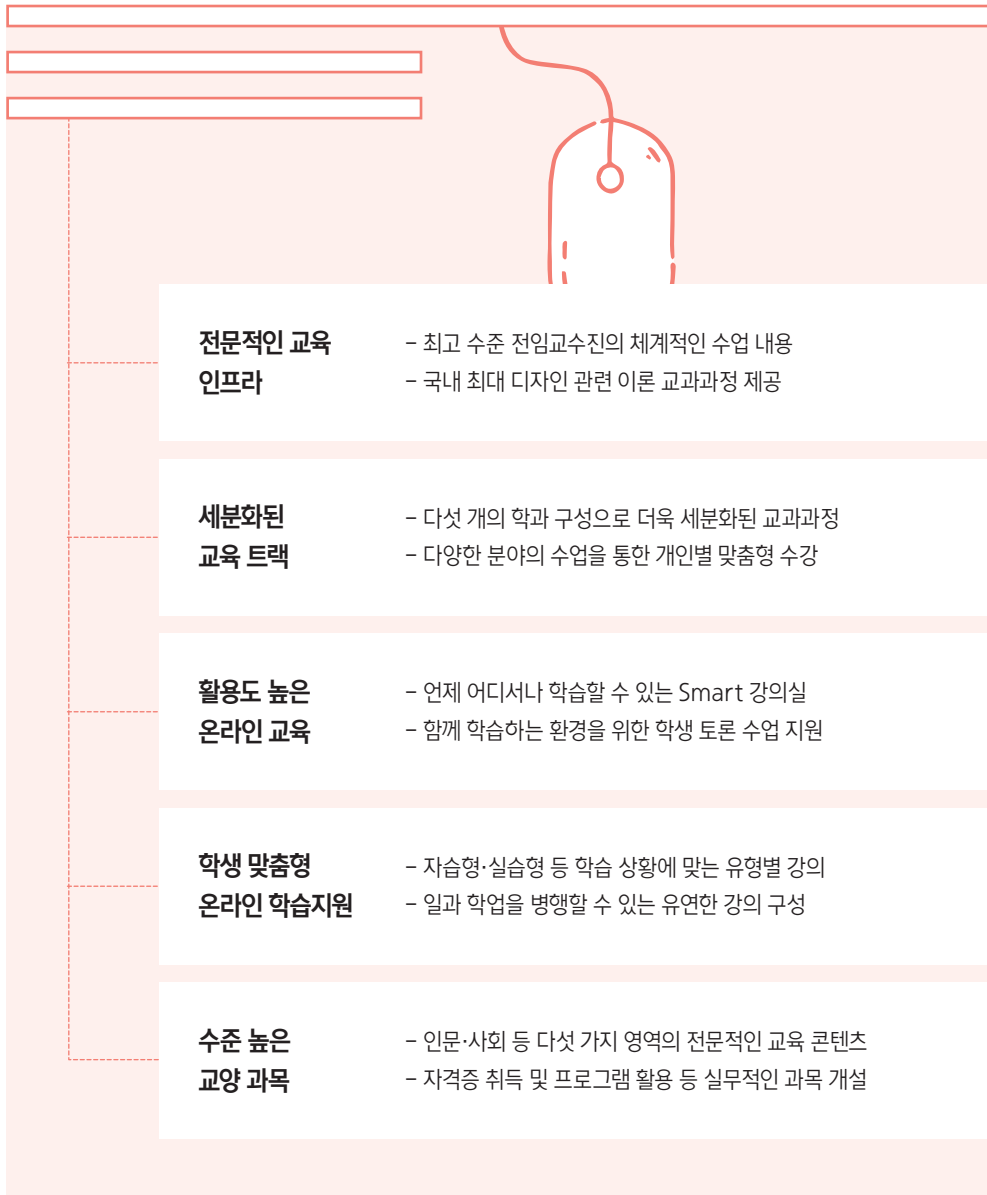 전문적인 교육
인프라
– 최고 수준 전임교수진의 체계적인 수업 내용
– 국내 최대 디자인 관련 이론 교과과정 제공
세분화된
교육 트랙
– 다섯 개의 학과 구성으로 더욱 세분화된 교과과정
– 다양한 분야의 수업을 통한 개인별 맞춤형 수강
활용도 높은
온라인 교육
– 언제 어디서나 학습할 수 있는 Smart 강의실
– 함께 학습하는 환경을 위한 학생 토론 수업 지원
학생 맞춤형
온라인 학습지원
– 자습형·실습형 등 학습 상황에 맞는 유형별 강의
– 일과 학업을 병행할 수 있는 유연한 강의 구성
수준 높은
교양 과목
– 인문·사회 등 다섯 가지 영역의 전문적인 교육 콘텐츠
– 자격증 취득 및 프로그램 활용 등 실무적인 과목 개설